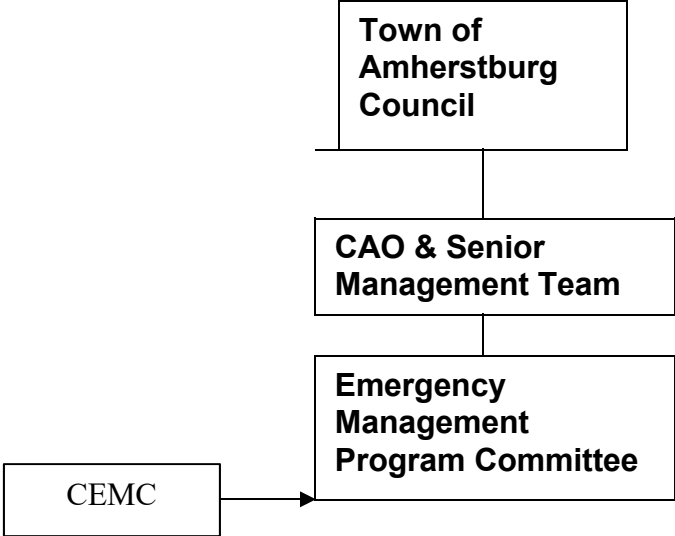 Town of
Amherstburg
Council
CAO & Senior
Management Team
Emergency
Management
Program Committee
CEMC